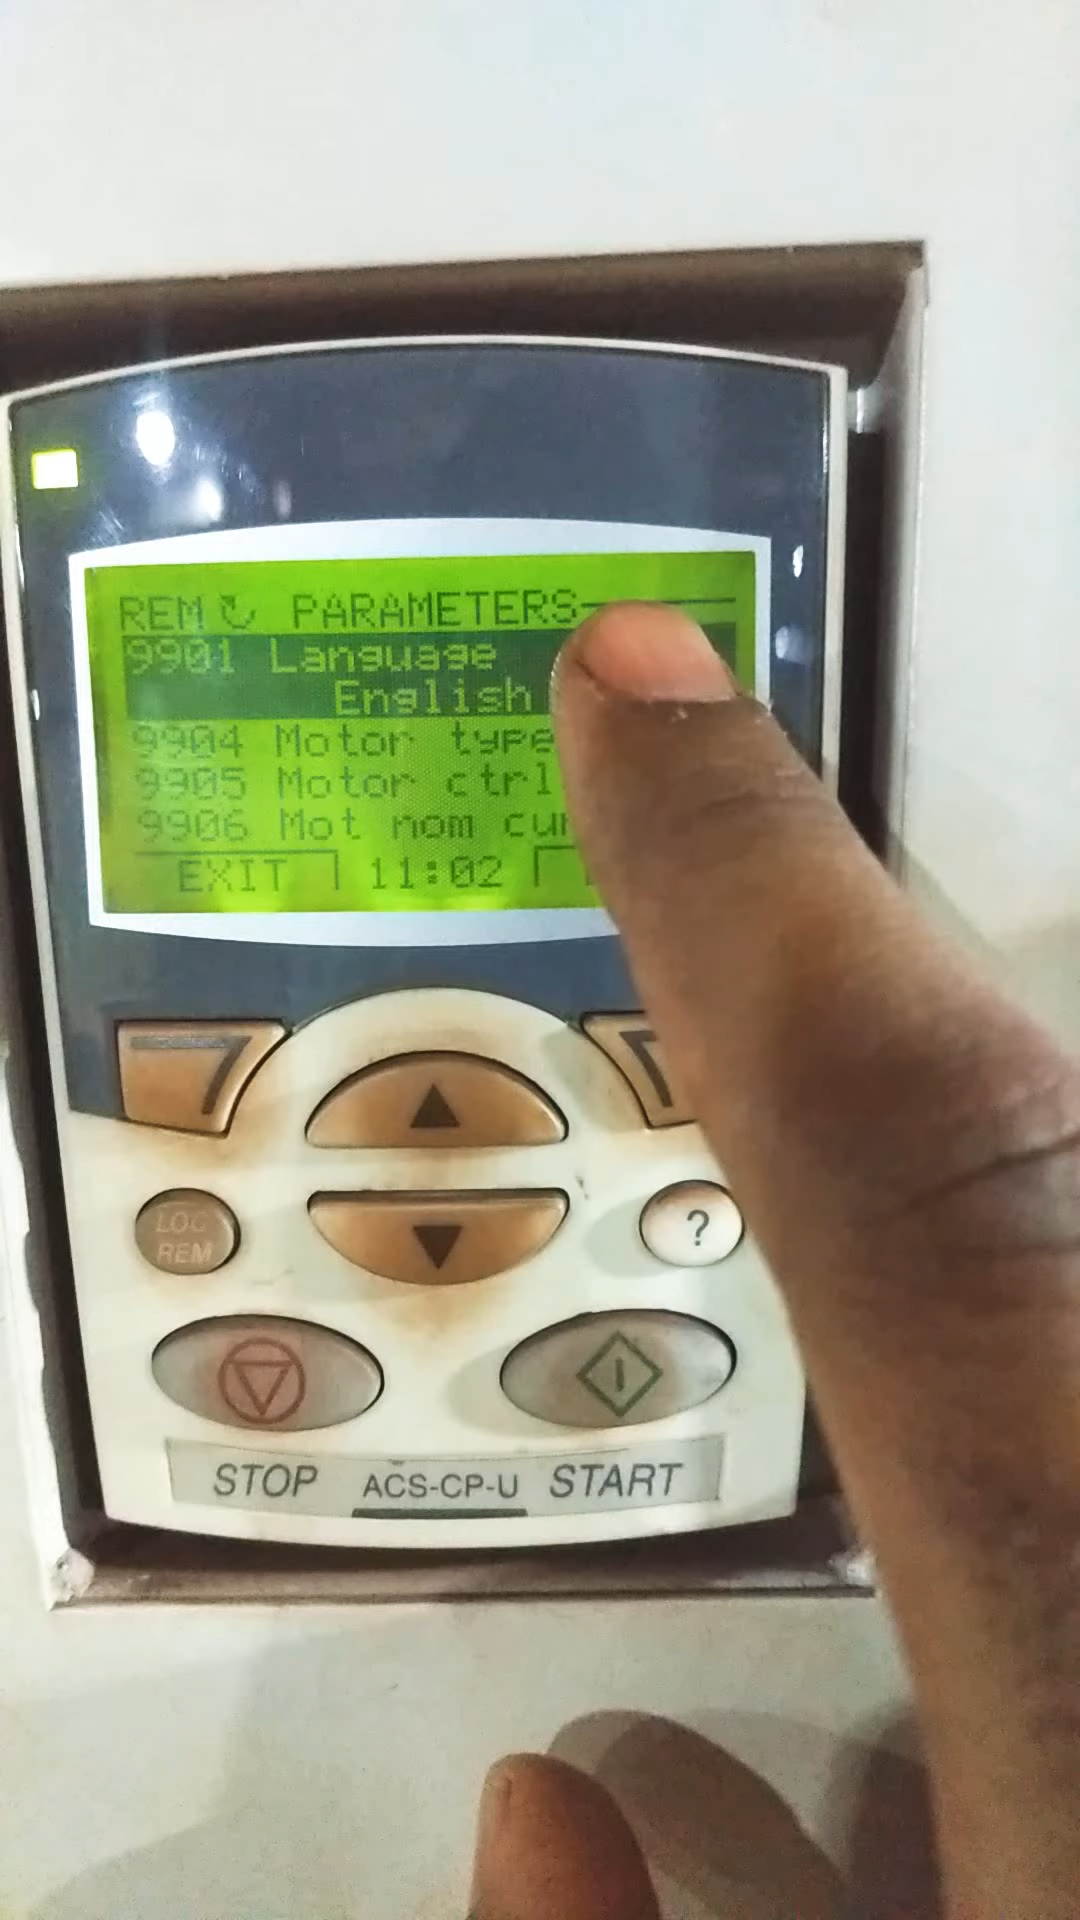 REM PARAMETERS
9901 Language
English
9904 Motor type
9905 Motor ctrl
9906 Mot nom
EXIT 11:02
LOC
REM
?
STOP ACS-CP-U START